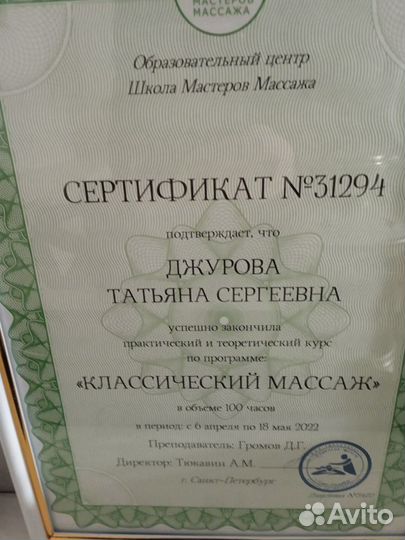 МАСТЕРОВ
МАССАЖА
Образовательный центр
Школа Мастеров Массажа
СЕРТИФИКАТ №31294
подтверждает, что
ДЖУРОВА
ТАТЬЯНА СЕРГЕЕВНА
успешно закончила
практический и теоретический курс
по программе:
«КЛАССИЧЕСКИЙ МАССАЖ»
в объеме 100 часов
в период: с 6 апреля по 18 мая 2022
Преподаватель: Громов Д.Г.
Директор: Тюкавин А.М.
г. Санкт-Петербург
Avito